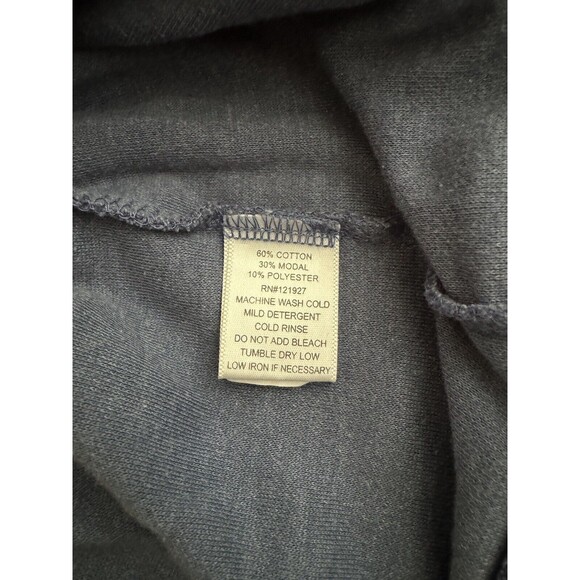 60% COTTON
30% MODAL
10% POLYESTER
RN#121927
MACHINE WASH COLD
MILD DETERGENT
COLD RINSE
DO NOT ADD BLEACH
TUMBLE DRY LOW
LOW IRON IF NECESSARY